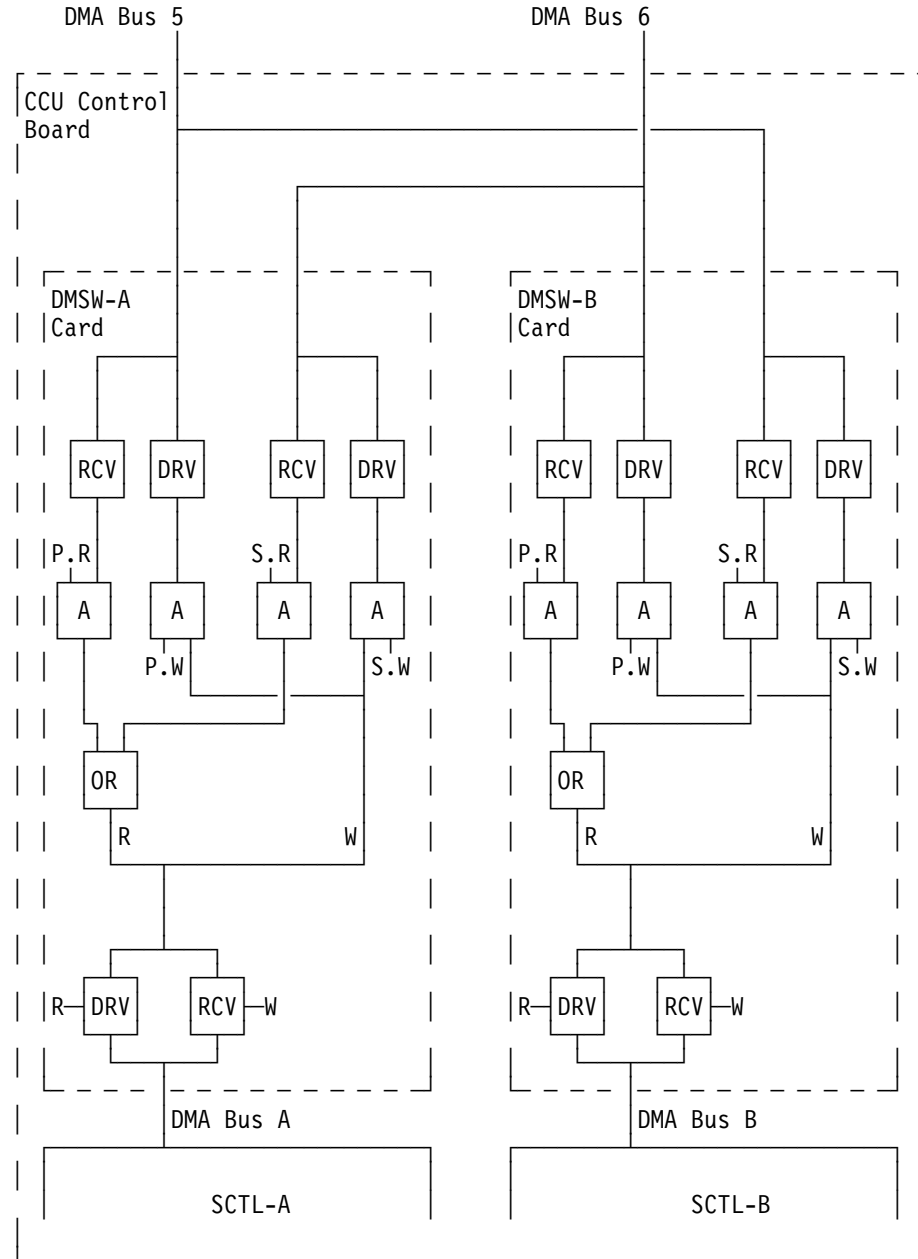 DMA Bus 5 DMA Bus 6
CCU Control
Board
DMSW-A DMSW-B
Card Card
RCV DRV RCV DRV RCV DRV RCV DRV
P.R S.R P.R S.R
A A A A A A A A
P.W S.W P.W S.W
OR OR
R W R W
R DRV RCV W R DRV RCV W
DMA Bus A DMA Bus B
SCTL-A SCTL-B